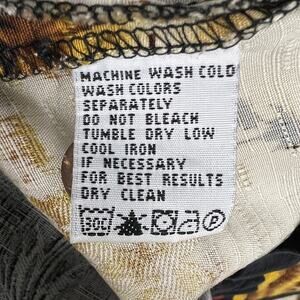 MACHINE WASH COLD
WASH COLORS
SEPARATELY
DO NOT BLEACH
TUMBLE DRY LOW
COOL IRON
IF NECESSARY
FOR BEST RESULTS
DRY CLEAN
30C P